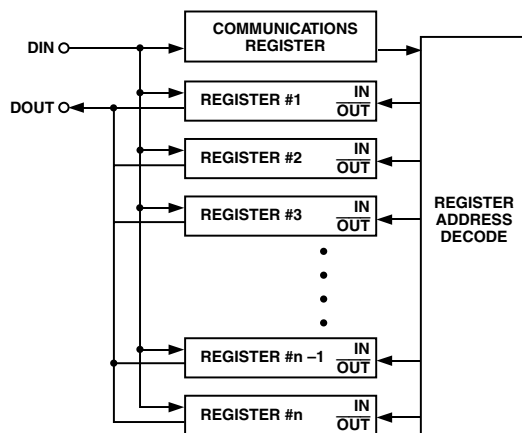 COMMUNICATIONS
REGISTER
DIN
DOUT
REGISTER #1
IN
OUT
REGISTER #2
IN
OUT
REGISTER #3
IN
OUT
REGISTER
ADDRESS
DECODE
REGISTER #n –1
IN
OUT
REGISTER #n
IN
OUT